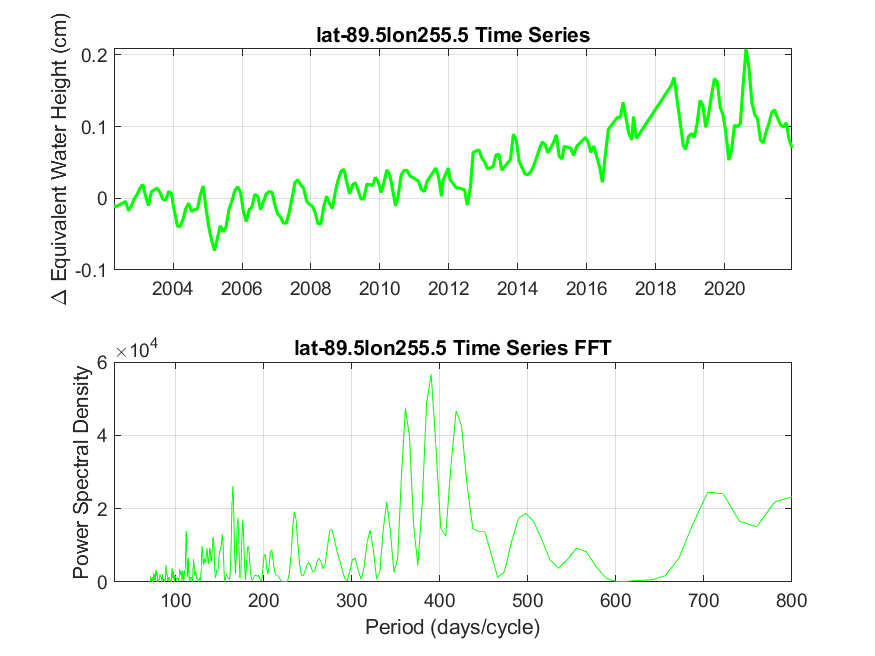 lat-89.5lon255.5 Time Series
Δ Equivalent Water Height (cm)
0.2
0.1
0
-0.1
2004 2006 2008 2010 2012 2014 2016 2018 2020
lat-89.5lon255.5 Time Series FFT
×10⁴
Power Spectral Density
6
4
2
0
100 200 300 400 500 600 700 800
Period (days/cycle)